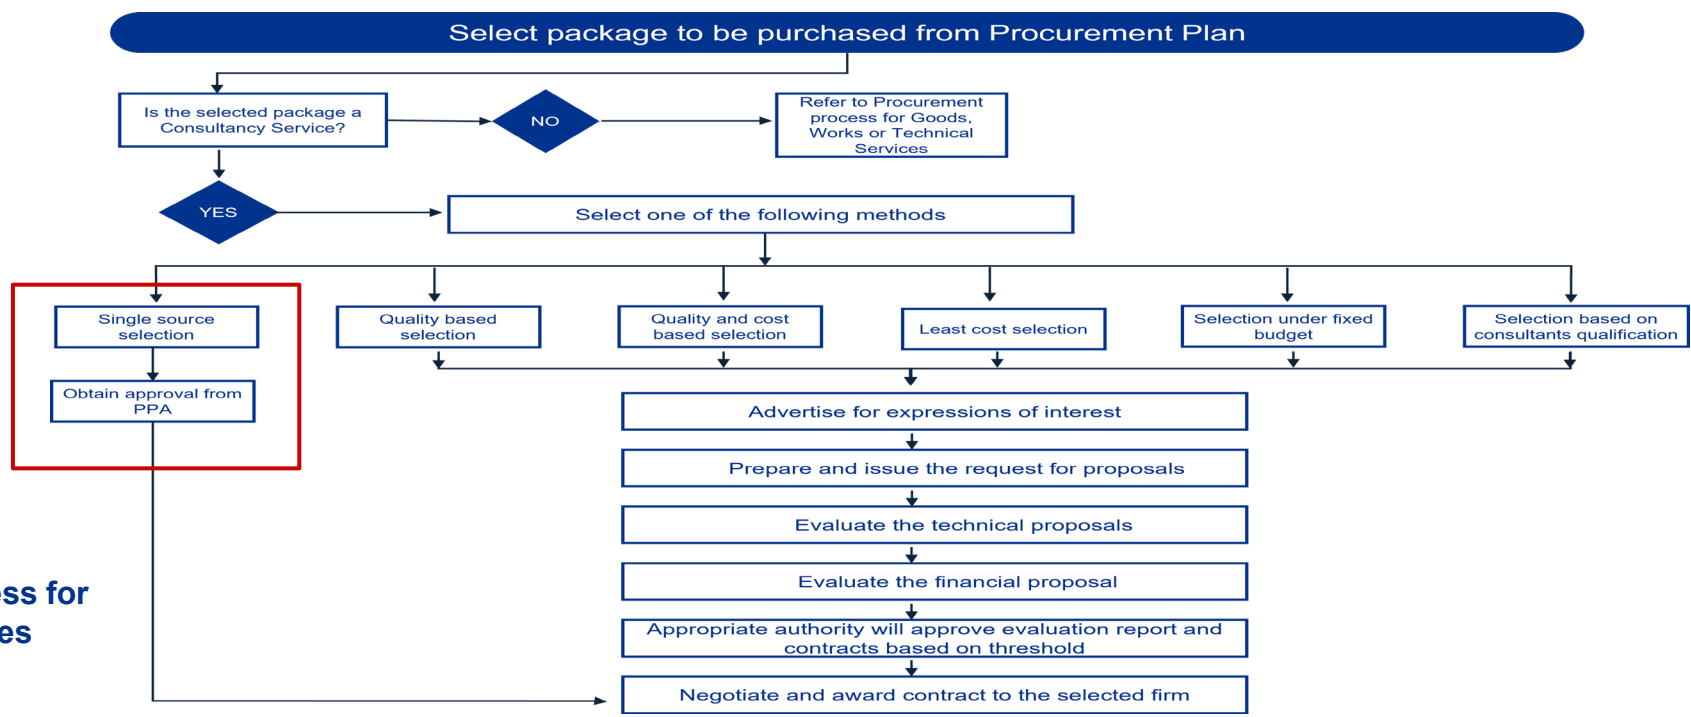 Select package to be purchased from Procurement Plan
Is the selected package a
Consultancy Service?
NO
Refer to Procurement
process for Goods,
Works or Technical
Services
YES
Select one of the following methods
Single source
selection
Quality based
selection
Quality and cost
based selection
Least cost selection
Selection under fixed
budget
Selection based on
consultants qualification
Obtain approval from
PPA
Advertise for expressions of interest
Prepare and issue the request for proposals
Evaluate the technical proposals
Evaluate the financial proposal
Appropriate authority will approve evaluation report and
contracts based on threshold
Negotiate and award contract to the selected firm
for